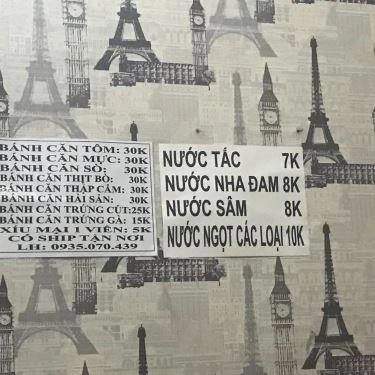 BÁNH CĂN TÔM: 30K
BÁNH CĂN MỰC: 30K
BÁNH CĂN SÒ: 30K
BÁNH CĂN THỊT BÒ: 30K
BÁNH CĂN THẬP CẨM: 30K
BÁNH CĂN HẢI SẢN: 30K
BÁNH CĂN TRỨNG CÚT: 25K
BÁNH CĂN TRỨNG GÀ: 15K
XÍU MẠI 1 VIÊN: 5K
CÓ SHIP TẬN NƠI
LH: 0935.070.439
NƯỚC TẮC 7K
NƯỚC NHA ĐAM 8K
NƯỚC SÂM 8K
NƯỚC NGỌT CÁC LOẠI 10K